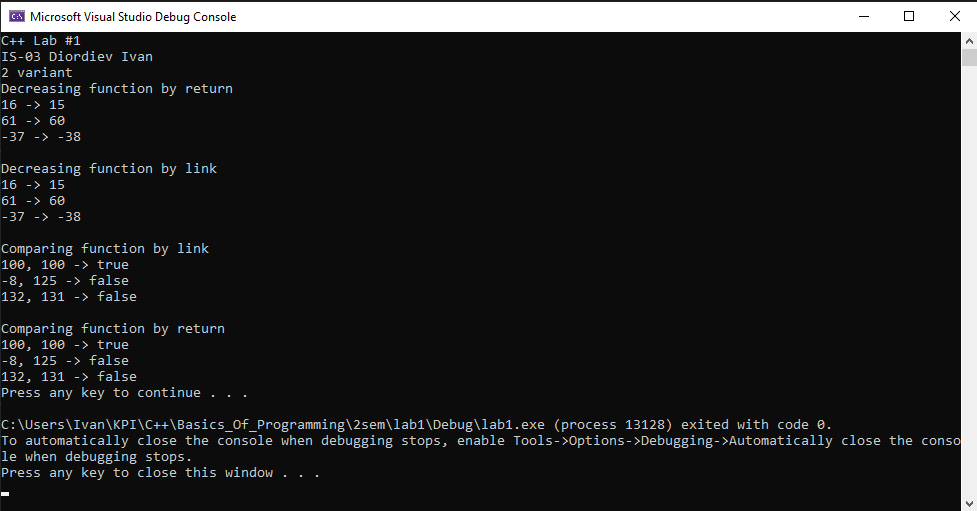 Microsoft Visual Studio Debug Console
C++ Lab #1
IS-03 Diordiev Ivan
2 variant
Decreasing function by return
16 -> 15
61 -> 60
-37 -> -38
Decreasing function by link
16 -> 15
61 -> 60
-37 -> -38
Comparing function by link
100, 100 -> true
-8, 125 -> false
132, 131 -> false
Comparing function by return
100, 100 -> true
-8, 125 -> false
132, 131 -> false
Press any key to continue . . .
C:\Users\Ivan\KPI\C++\Basics_Of_Programming\2sem\lab1\Debug\lab1.exe (process 13128) exited with code 0.
To automatically close the console when debugging stops, enable Tools->Options->Debugging->Automatically close the conso
le when debugging stops.
Press any key to close this window . . .